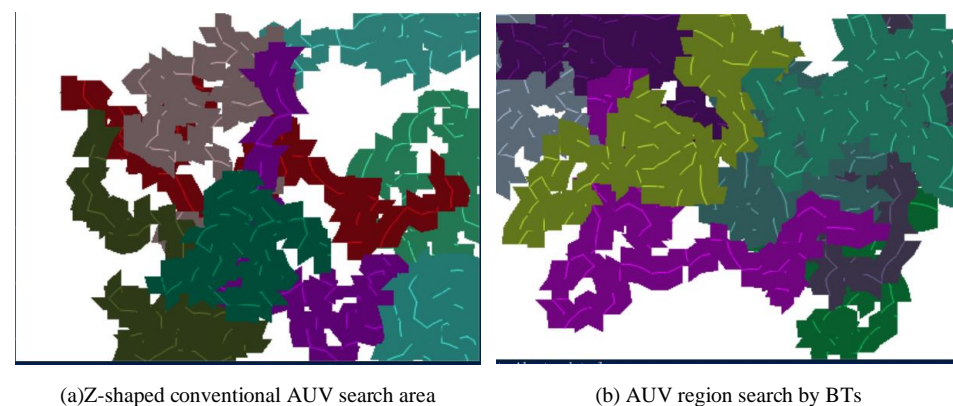 (a)Z-shaped conventional AUV search area
(b) AUV region search by BTs